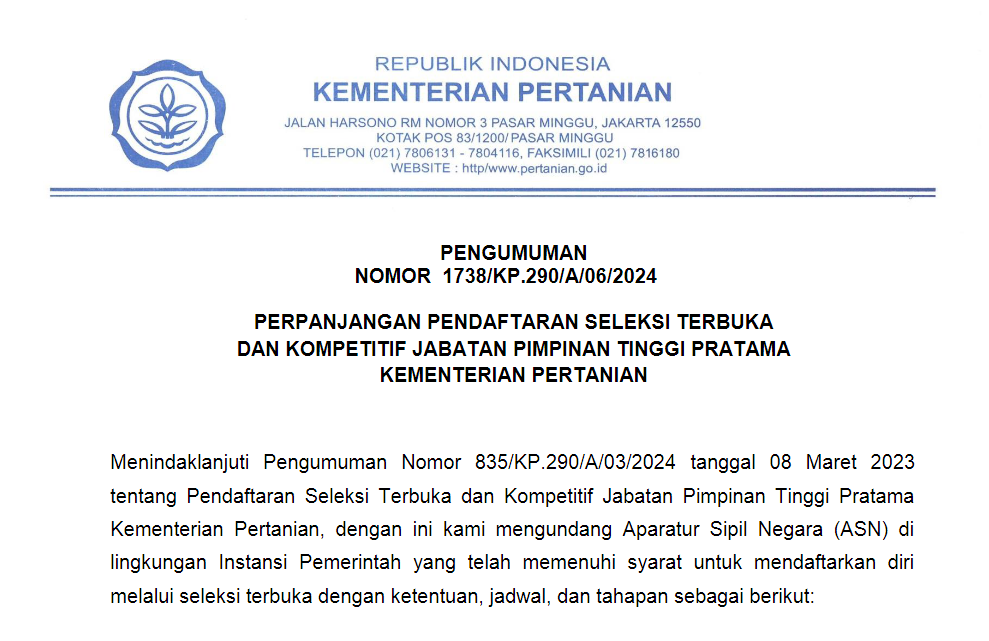 REPUBLIK INDONESIA
KEMENTERIAN PERTANIAN
JALAN HARSONO RM NOMOR 3 PASAR MINGGU, JAKARTA 12550
KOTAK POS 83/1200/ PASAR MINGGU
TELEPON (021) 7806131 - 7804116, FAKSIMILI (021) 7816180
WEBSITE : http/www.pertanian.go.id
PENGUMUMAN
NOMOR 1738/KP.290/A/06/2024
PERPANJANGAN PENDAFTARAN SELEKSI TERBUKA
DAN KOMPETITIF JABATAN PIMPINAN TINGGI PRATAMA
KEMENTERIAN PERTANIAN
Menindaklanjuti Pengumuman Nomor 835/KP.290/A/03/2024 tanggal 08 Maret 2023
tentang Pendaftaran Seleksi Terbuka dan Kompetitif Jabatan Pimpinan Tinggi Pratama
Kementerian Pertanian, dengan ini kami mengundang Aparatur Sipil Negara (ASN) di
lingkungan Instansi Pemerintah yang telah memenuhi syarat untuk mendaftarkan diri
melalui seleksi terbuka dengan ketentuan, jadwal, dan tahapan sebagai berikut: